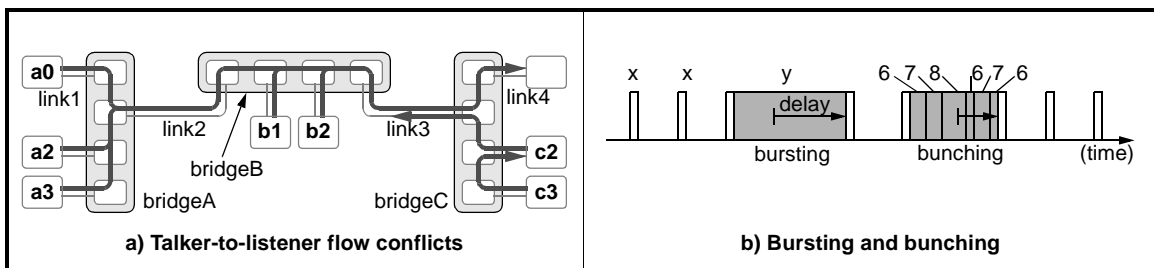 a0
link1
link2
a2
a3
bridgeA
bridgeB
b1
b2
link3
link4
c2
c3
bridgeC
a) Talker-to-listener flow conflicts
x x y 6 7 8 6 7 6
delay
bursting
bunching
(time)
b) Bursting and bunching